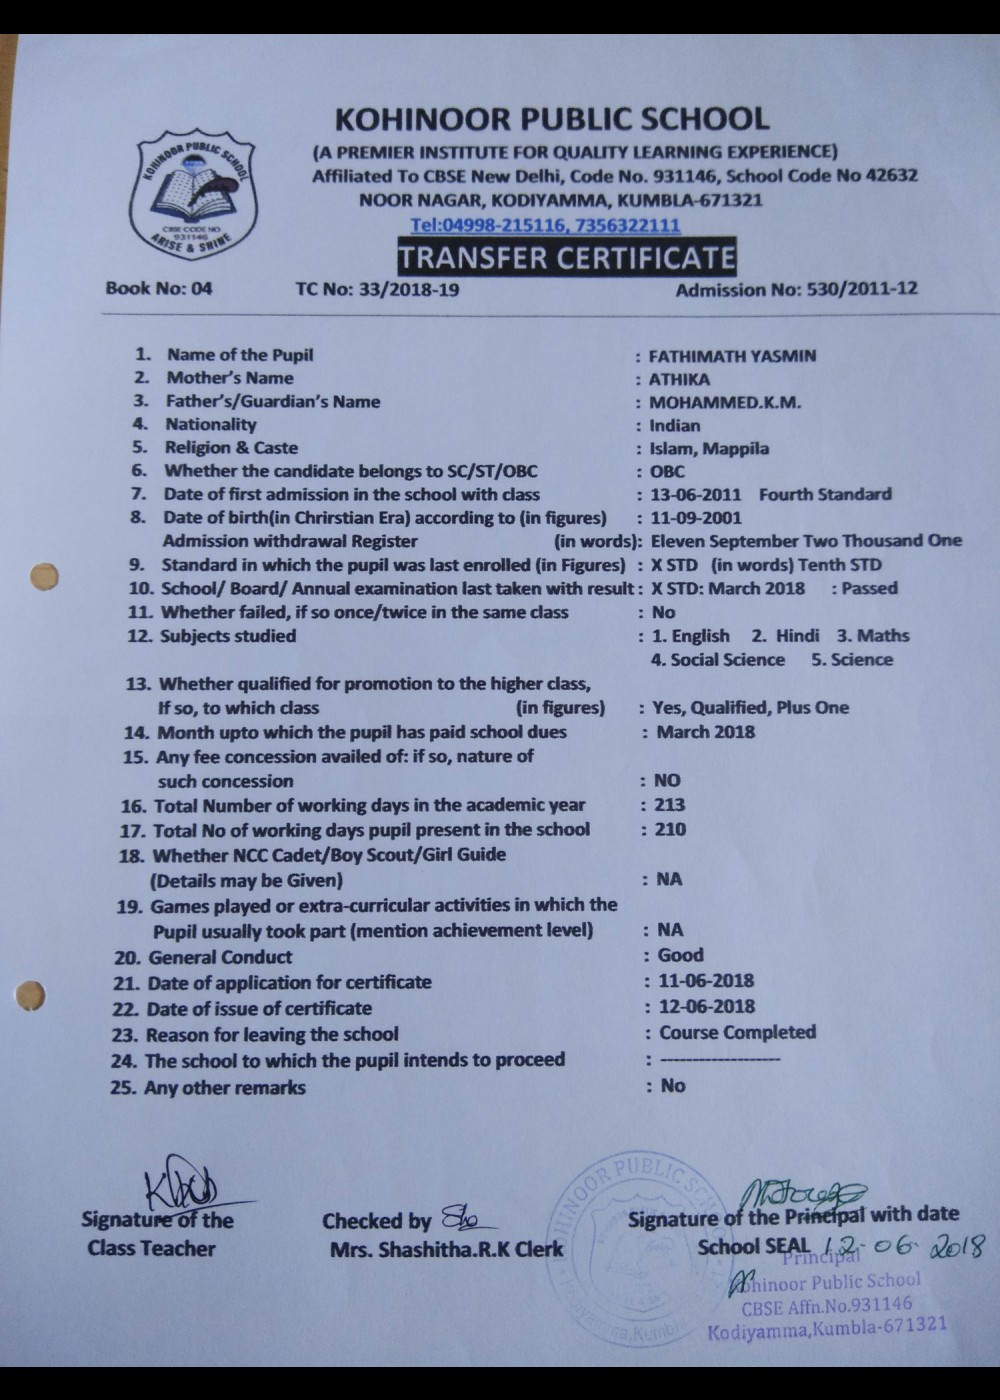 KOHINOOR PUBLIC SCHOOL
(A PREMIER INSTITUTE FOR QUALITY LEARNING EXPERIENCE)
Affiliated To CBSE New Delhi, Code No. 931146, School Code No 42632
NOOR NAGAR, KODIYAMMA, KUMBLA-671321
Tel:04998-215116, 7356322111
TRANSFER CERTIFICATE
KOHINOOR PUBLIC SCHOOL
CBSE CODE NO
931146
ARISE & SHINE
Book No: 04 TC No: 33/2018-19 Admission No: 530/2011-12
1. Name of the Pupil : FATHIMATH YASMIN
2. Mother's Name : ATHIKA
3. Father's/Guardian's Name : MOHAMMED.K.M.
4. Nationality : Indian
5. Religion & Caste : Islam, Mappila
6. Whether the candidate belongs to SC/ST/OBC : OBC
7. Date of first admission in the school with class : 13-06-2011 Fourth Standard
8. Date of birth(in Chrirstian Era) according to (in figures) : 11-09-2001
Admission withdrawal Register (in words): Eleven September Two Thousand One
9. Standard in which the pupil was last enrolled (in Figures) : X STD (in words) Tenth STD
10. School/ Board/ Annual examination last taken with result : X STD: March 2018 : Passed
11. Whether failed, if so once/twice in the same class : No
12. Subjects studied : 1. English 2. Hindi 3. Maths
4. Social Science 5. Science
13. Whether qualified for promotion to the higher class,
If so, to which class (in figures) : Yes, Qualified, Plus One
14. Month upto which the pupil has paid school dues : March 2018
15. Any fee concession availed of: if so, nature of
such concession : NO
16. Total Number of working days in the academic year : 213
17. Total No of working days pupil present in the school : 210
18. Whether NCC Cadet/Boy Scout/Girl Guide
(Details may be Given) : NA
19. Games played or extra-curricular activities in which the
Pupil usually took part (mention achievement level) : NA
20. General Conduct : Good
21. Date of application for certificate : 11-06-2018
22. Date of issue of certificate : 12-06-2018
23. Reason for leaving the school : Course Completed
24. The school to which the pupil intends to proceed : -------------------
25. Any other remarks : No
Signature of the Checked by Signature of the Principal with date
Class Teacher Mrs. Shashitha.R.K Clerk School SEAL 12-06-2018
KOHINOOR PUBLIC SCHOOL
Principal
Kohinoor Public School
CBSE Affn.No.931146
Kodiyamma,Kumbla-671321